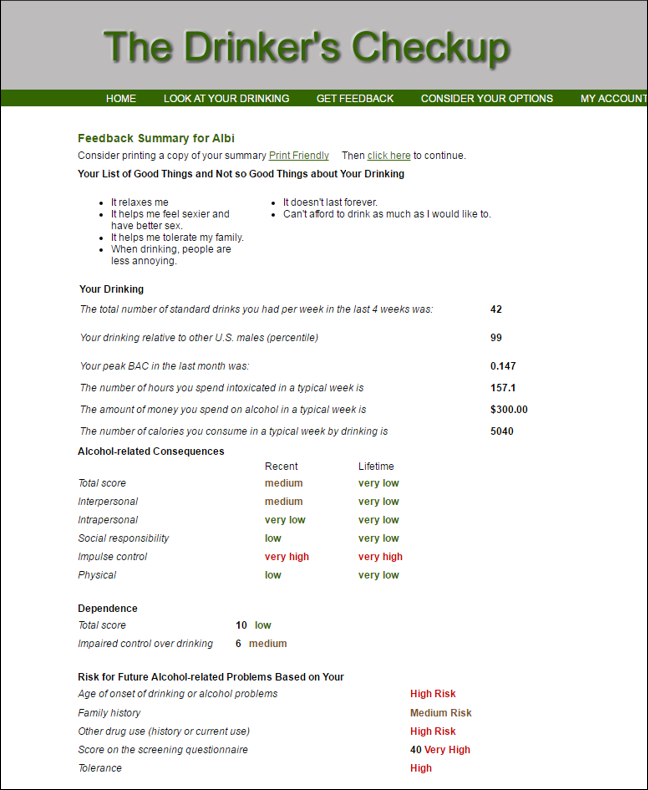 The Drinker's Checkup
HOME LOOK AT YOUR DRINKING GET FEEDBACK CONSIDER YOUR OPTIONS MY ACCOUNT
Feedback Summary for Albi
Consider printing a copy of your summary Print Friendly Then click here to continue.
Your List of Good Things and Not so Good Things about Your Drinking
It relaxes me
It helps me feel sexier and
have better sex.
It helps me tolerate my family.
When drinking, people are
less annoying.
It doesn't last forever.
Can't afford to drink as much as I would like to.
Your Drinking
The total number of standard drinks you had per week in the last 4 weeks was: 42
Your drinking relative to other U.S. males (percentile) 99
Your peak BAC in the last month was: 0.147
The number of hours you spend intoxicated in a typical week is 157.1
The amount of money you spend on alcohol in a typical week is $300.00
The number of calories you consume in a typical week by drinking is 5040
Alcohol-related Consequences
Recent Lifetime
Total score medium very low
Interpersonal medium very low
Intrapersonal very low very low
Social responsibility low very low
Impulse control very high very high
Physical low very low
Dependence
Total score 10 low
Impaired control over drinking 6 medium
Risk for Future Alcohol-related Problems Based on Your
Age of onset of drinking or alcohol problems High Risk
Family history Medium Risk
Other drug use (history or current use) High Risk
Score on the screening questionnaire 40 Very High
Tolerance High